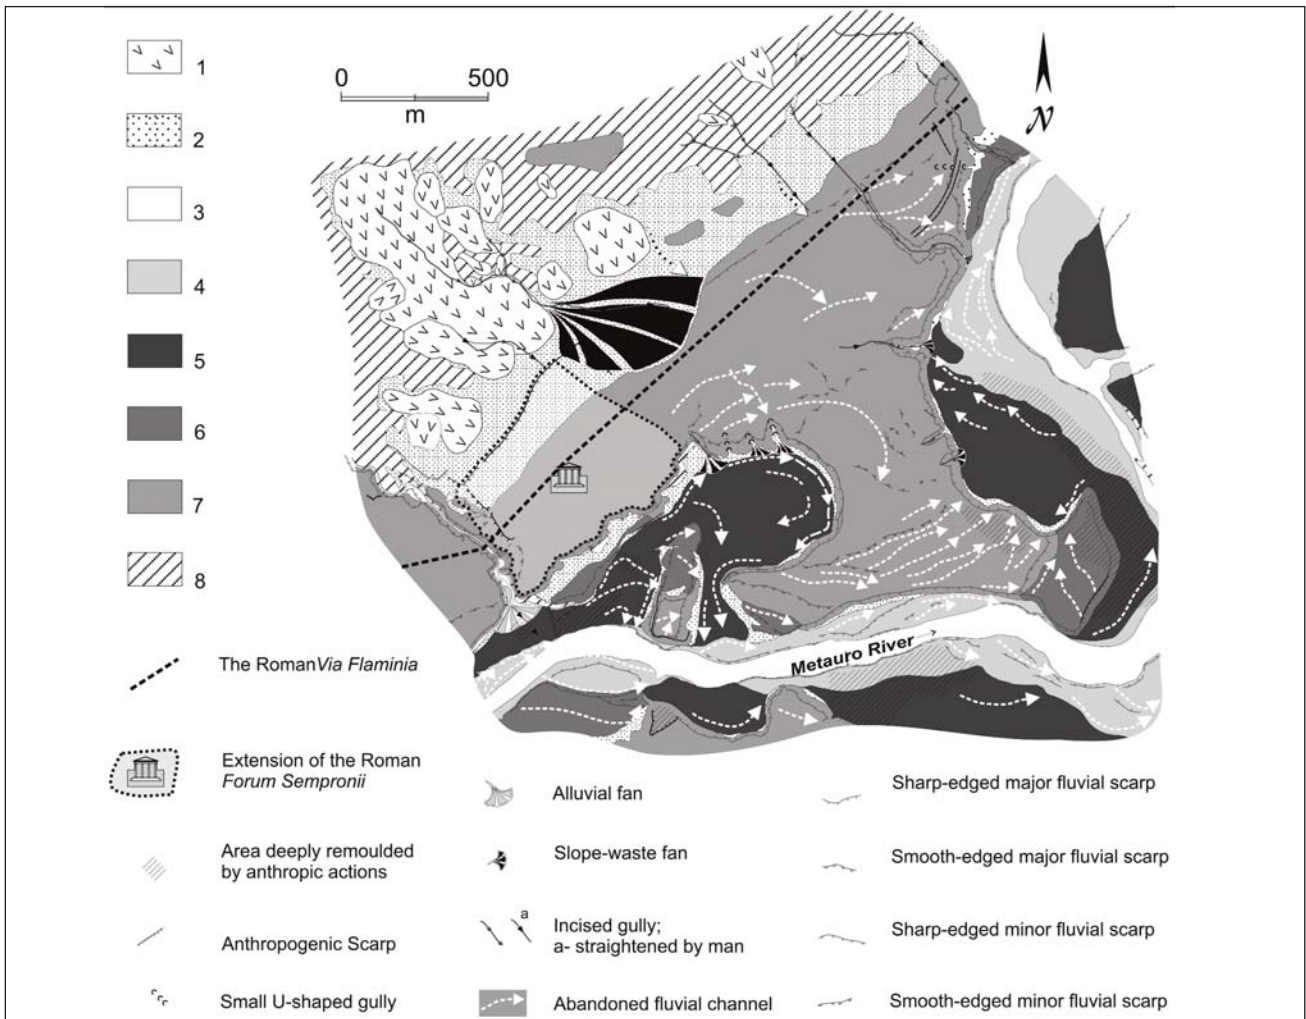 0 500
m
N
1
2
3
4
5
6
7
8
Metauro River
The Roman Via Flaminia
Extension of the Roman
Forum Sempronii
Area deeply remoulded
by anthropic actions
Anthropogenic Scarp
Small U-shaped gully
Alluvial fan
Slope-waste fan
a
Incised gully;
a- straightened by man
Abandoned fluvial channel
Sharp-edged major fluvial scarp
Smooth-edged major fluvial scarp
Sharp-edged minor fluvial scarp
Smooth-edged minor fluvial scarp